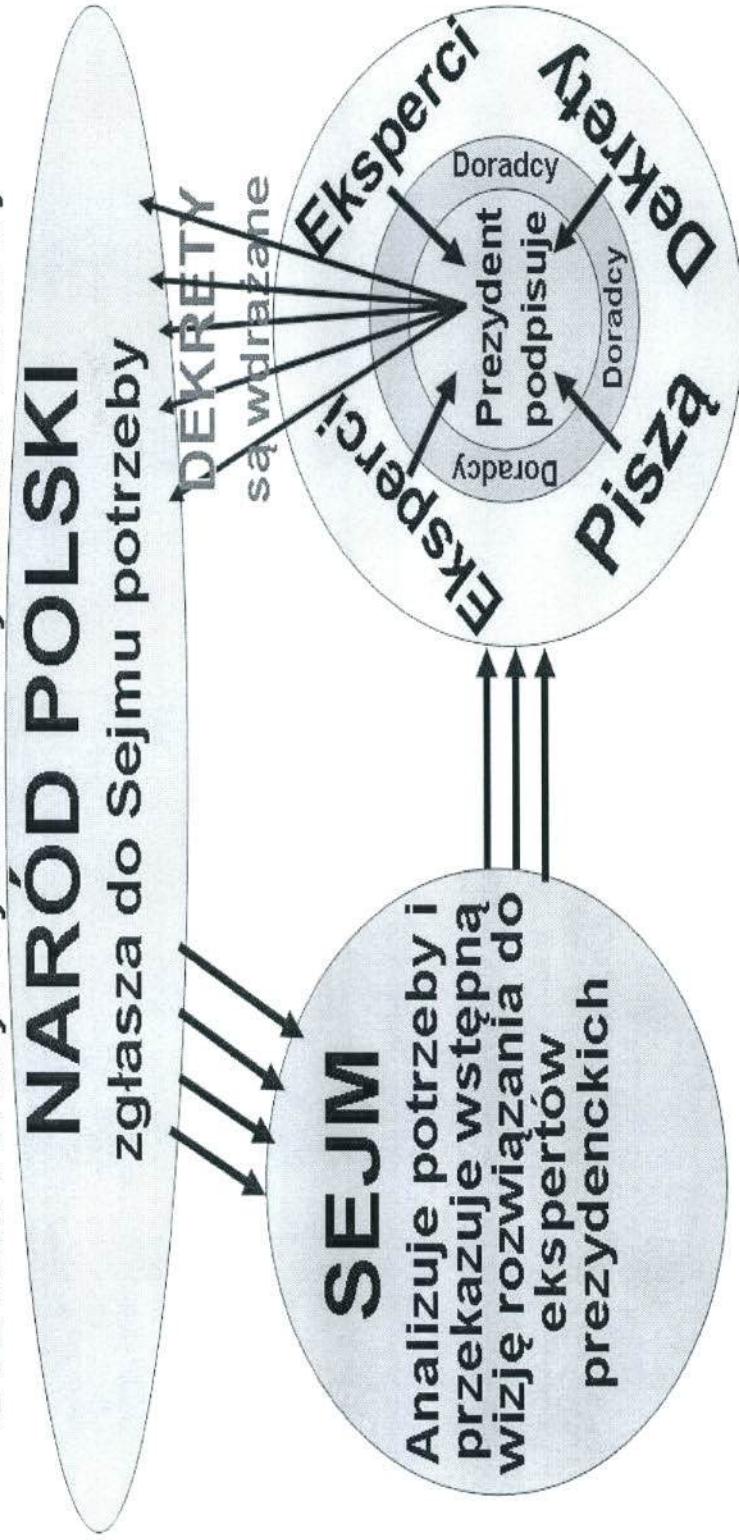 NARÓD POLSKI
zgłasza do Sejmu potrzeby
DEKRETY
są wdrażane
SEJM
Analizuje potrzeby i
przekazuje wstępną
wizję rozwiązania do
ekspertów
prezydenckich
Eksperci
Eksperci
Piszą
Dekrety
Doradcy
Doradcy
Doradcy
Prezydent
podpisuje